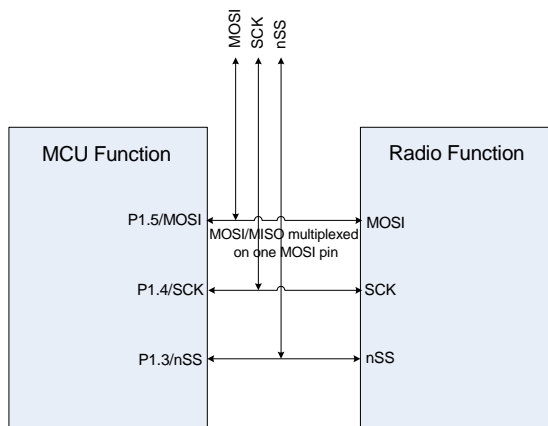 MOSI
SCK
nSS
MCU Function
Radio Function
P1.5/MOSI
MOSI
MOSI/MISO multiplexed
on one MOSI pin
P1.4/SCK
SCK
P1.3/nSS
nSS